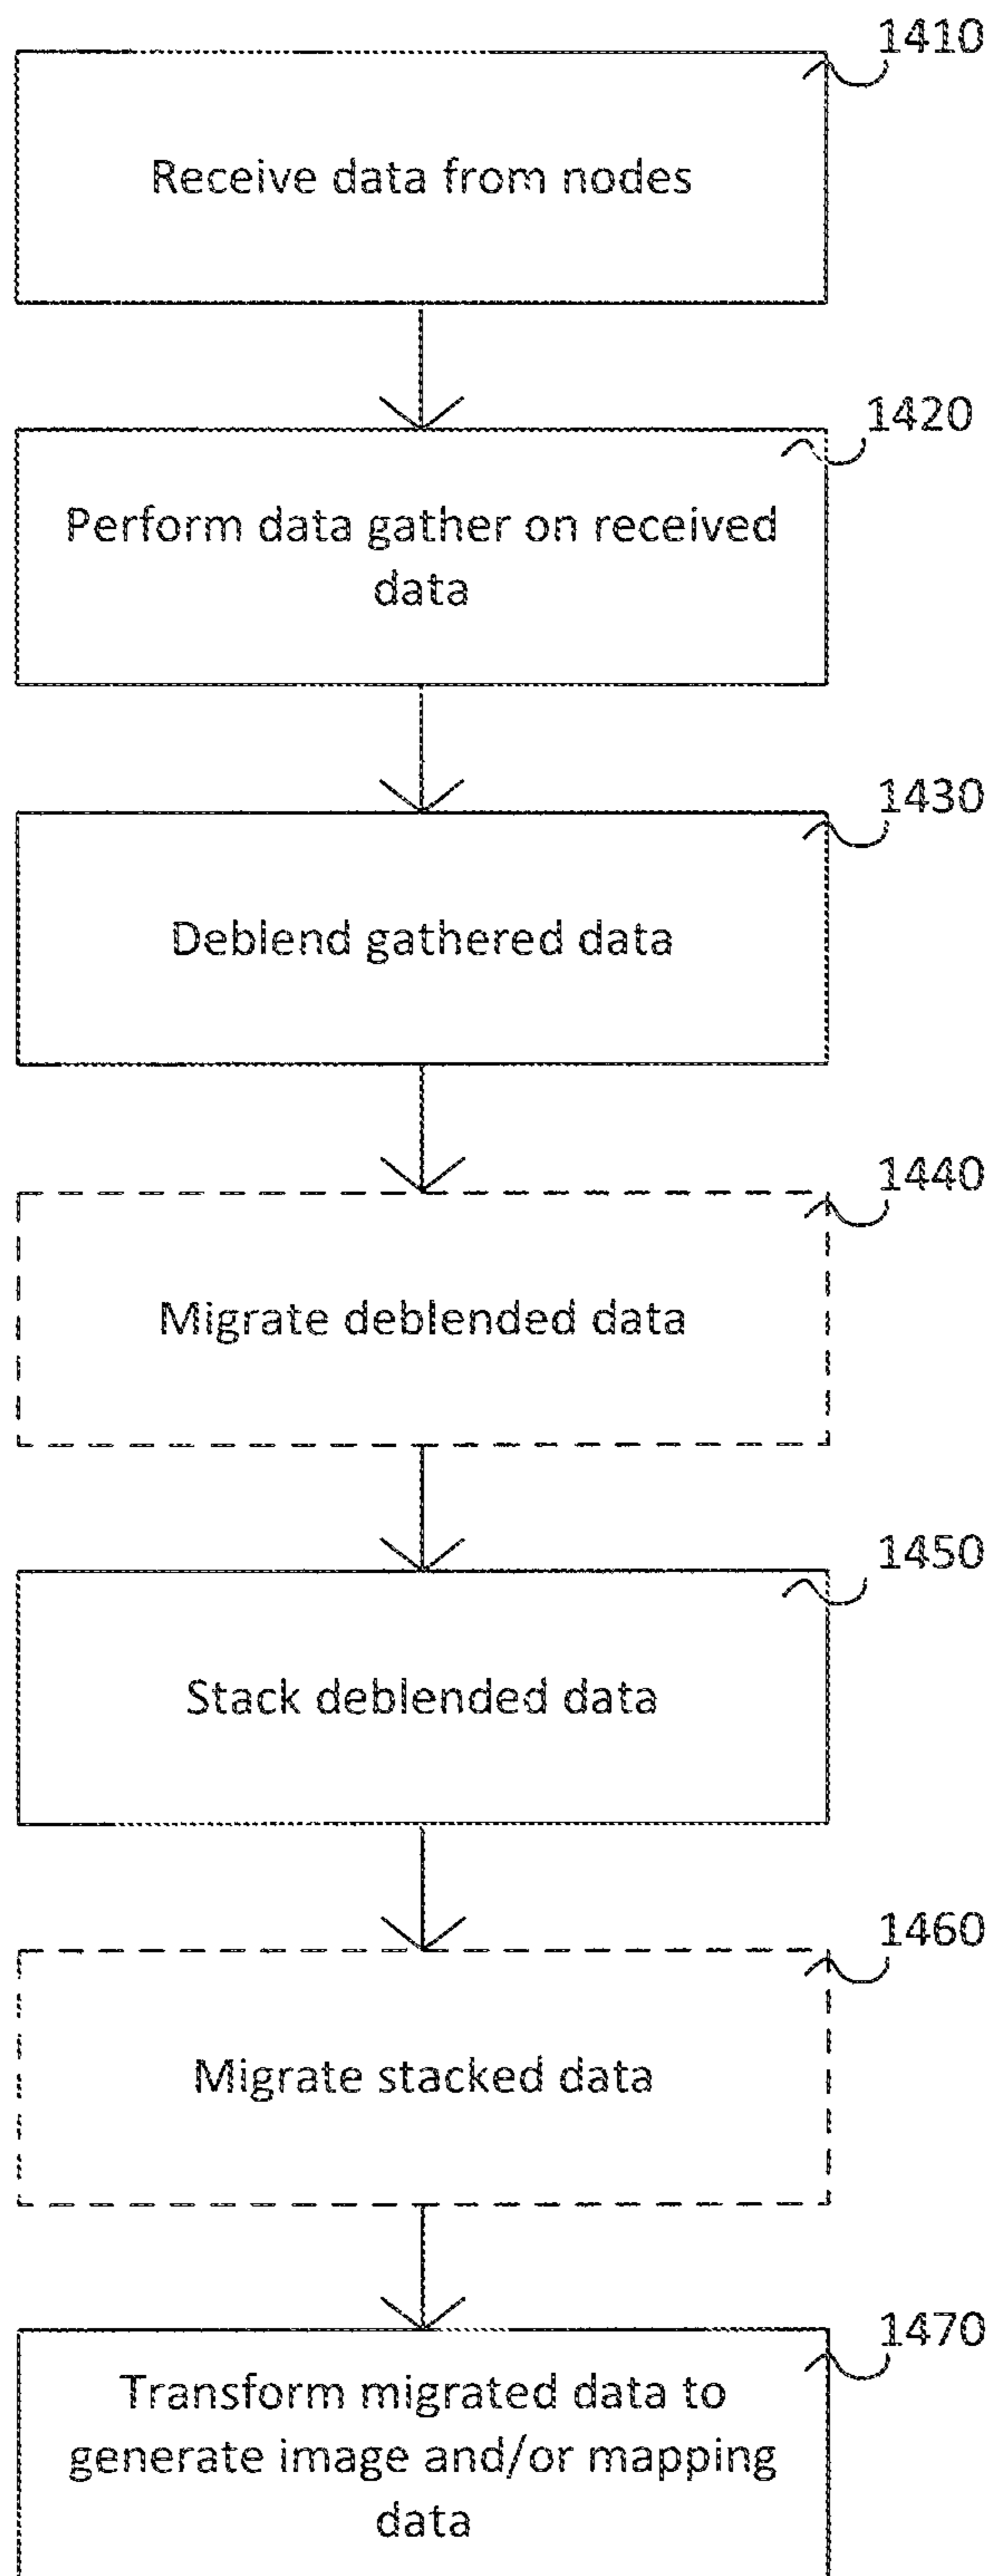 1410
Receive data from nodes
1420
Perform data gather on received
data
1430
Deblend gathered data
1440
Migrate deblended data
1450
Stack deblended data
1460
Migrate stacked data
1470
Transform migrated data to
generate image and/or mapping
data